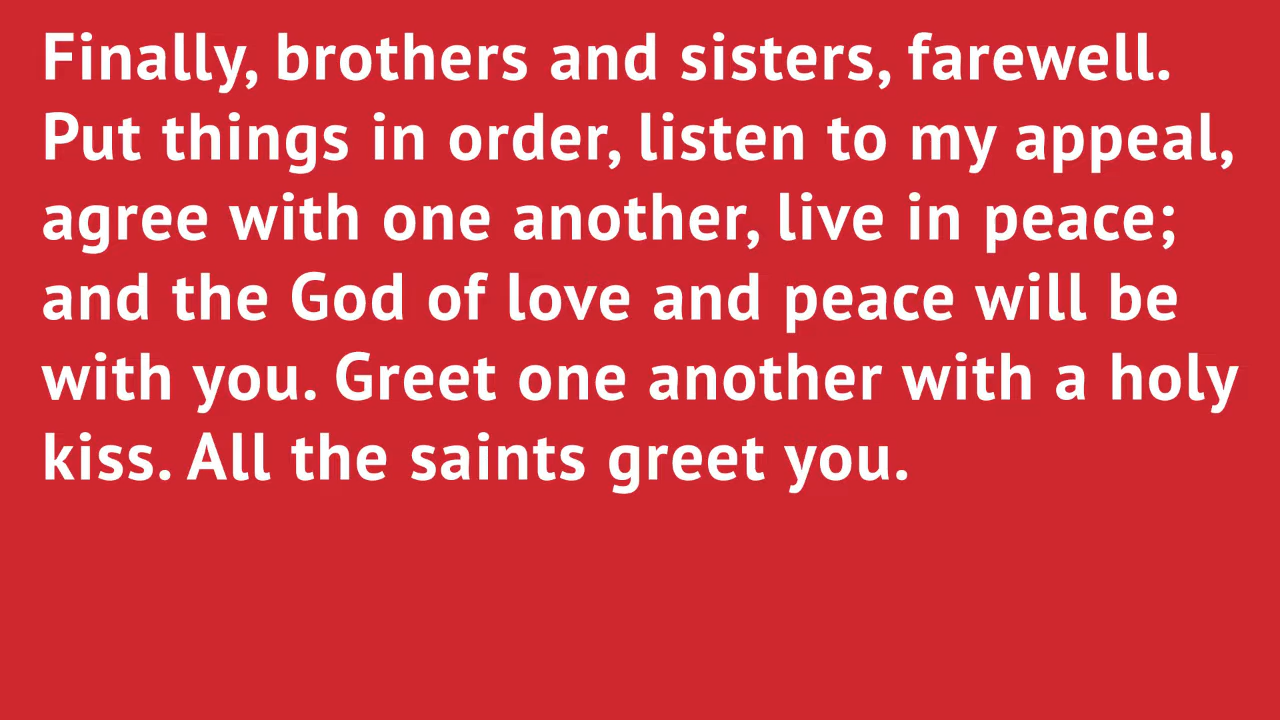 Finally, brothers and sisters, farewell.
Put things in order, listen to my appeal,
agree with one another, live in peace;
and the God of love and peace will be
with you. Greet one another with a holy
kiss. All the saints greet you.